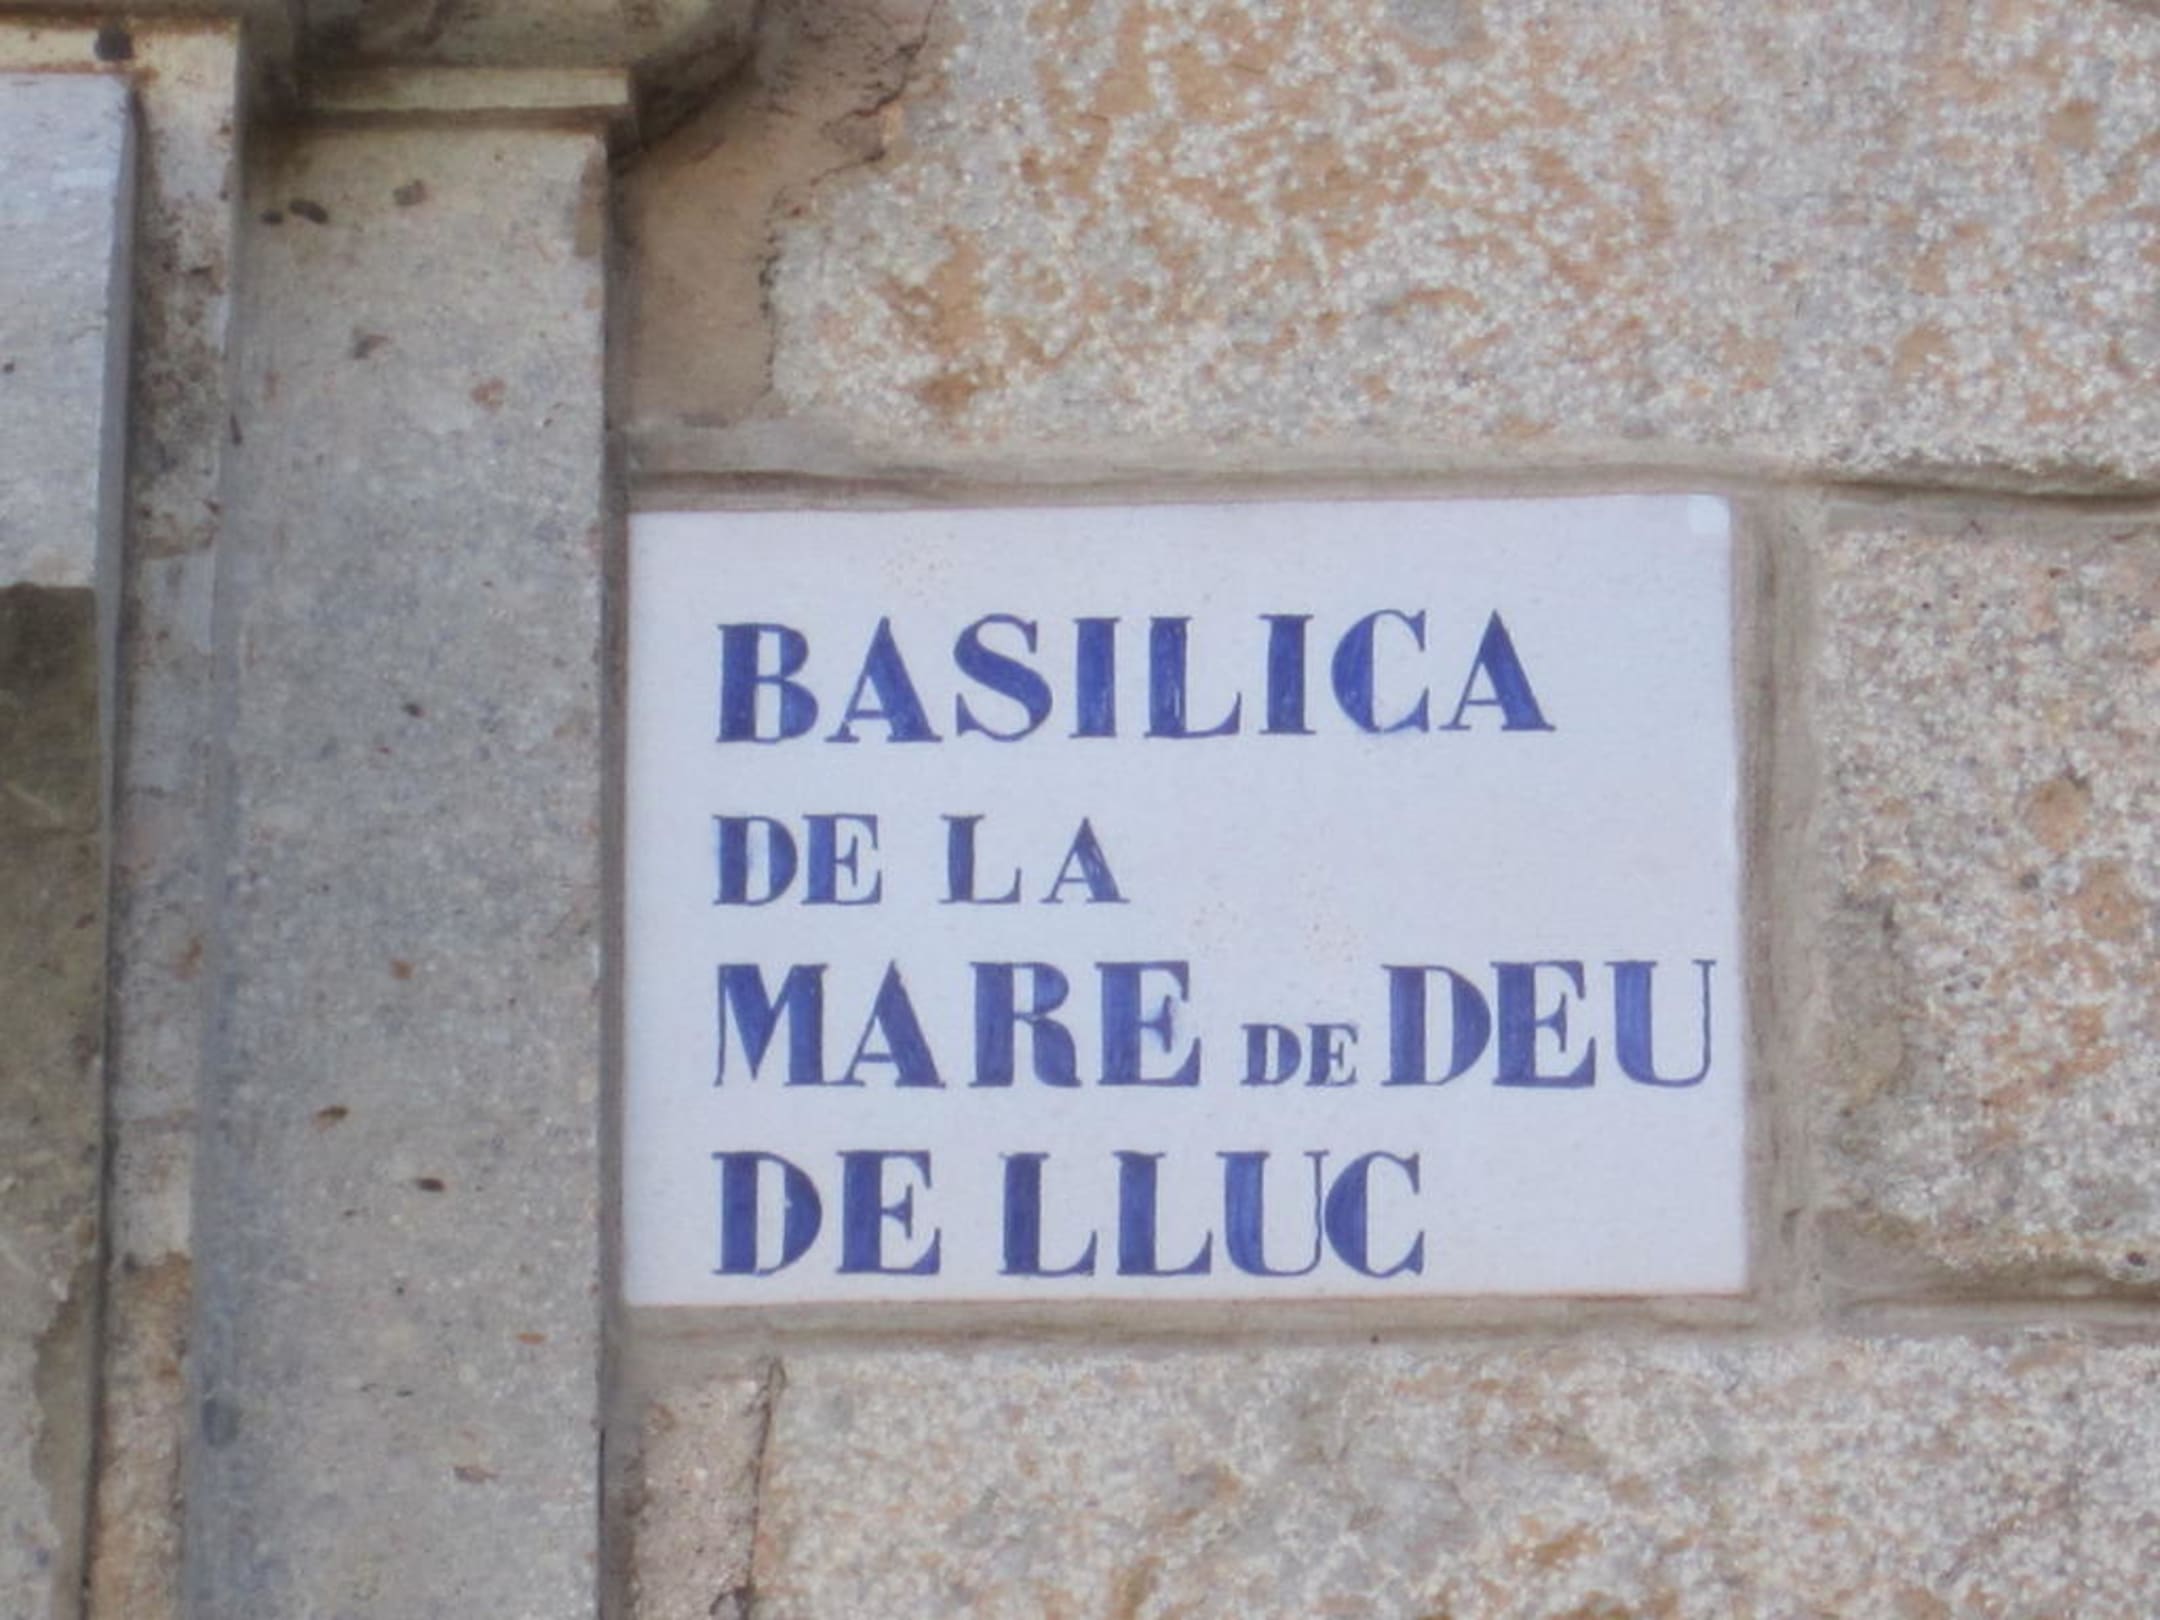 BASILICA
DE LA
MARE DE DEU
DE LLUC